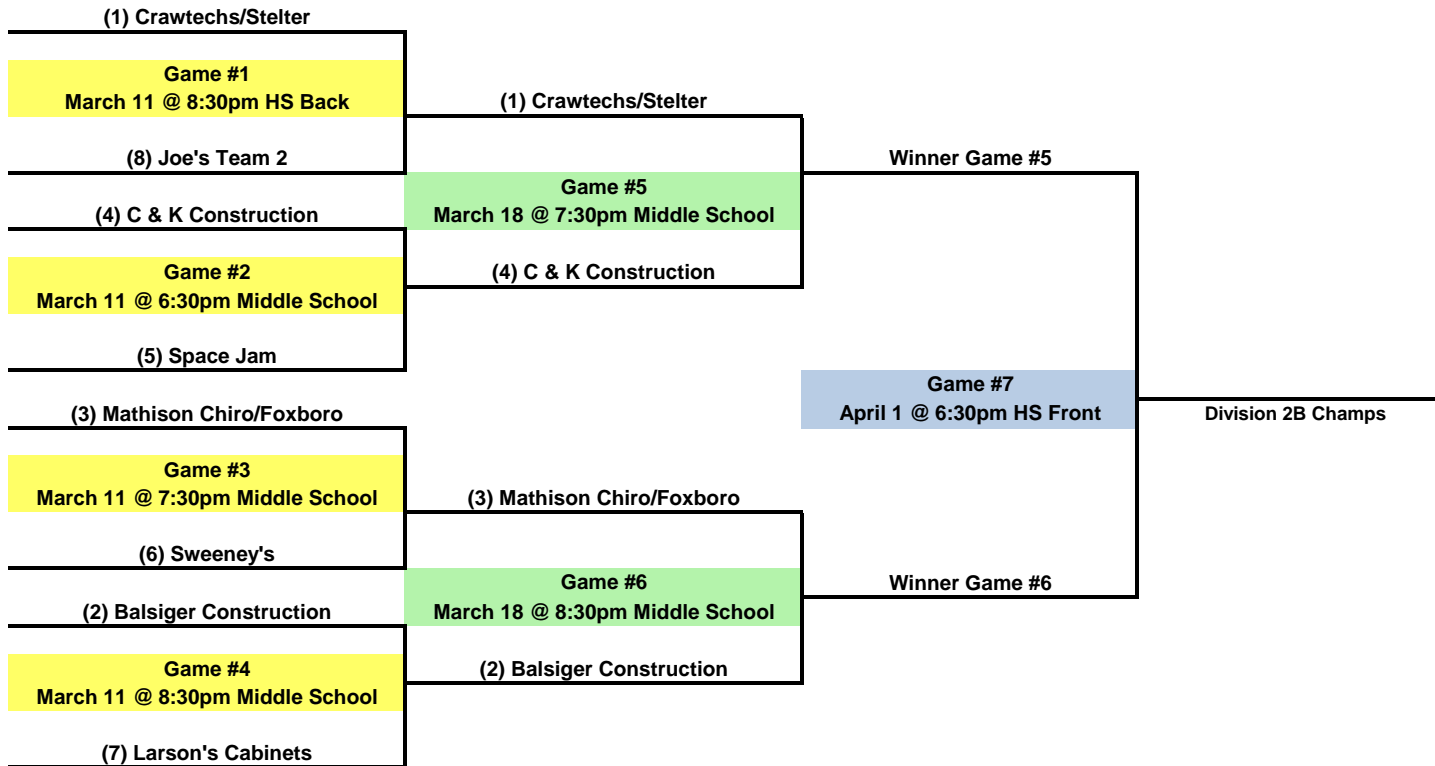 (1) Crawtechs/Stelter
Game #1
March 11 @ 8:30pm HS Back
(8) Joe's Team 2
(4) C & K Construction
Game #2
March 11 @ 6:30pm Middle School
(5) Space Jam
(3) Mathison Chiro/Foxboro
Game #3
March 11 @ 7:30pm Middle School
(6) Sweeney's
(2) Balsiger Construction
Game #4
March 11 @ 8:30pm Middle School
(7) Larson's Cabinets
(1) Crawtechs/Stelter
Game #5
March 18 @ 7:30pm Middle School
(4) C & K Construction
(3) Mathison Chiro/Foxboro
Game #6
March 18 @ 8:30pm Middle School
(2) Balsiger Construction
Winner Game #5
Game #7
April 1 @ 6:30pm HS Front
Winner Game #6
Division 2B Champs